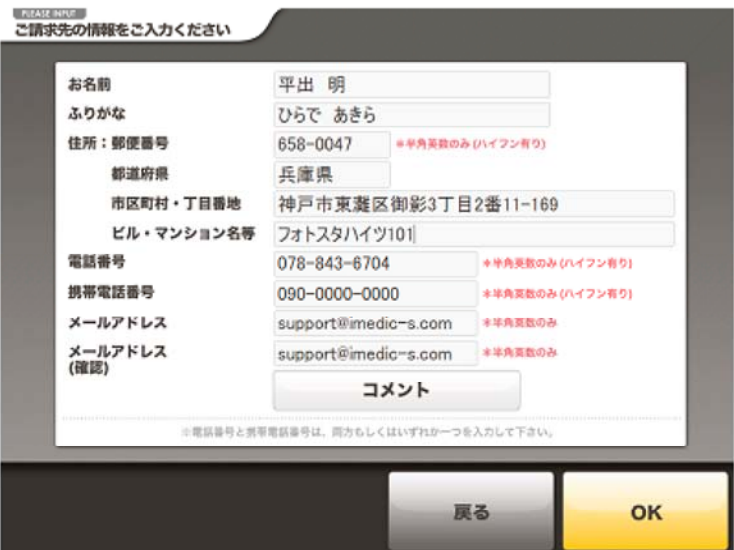 PLEASE INPUT
ご請求先の情報をご入力ください
お名前 平出 明
ふりがな ひらで あきら
住所：郵便番号 658-0047 ※半角英数のみ(ハイフン有り)
都道府県 兵庫県
市区町村・丁目番地 神戸市東灘区御影3丁目2番11-169
ビル・マンション名等 フォトスタハイツ101
電話番号 078-843-6704 ※半角英数のみ(ハイフン有り)
携帯電話番号 090-0000-0000 ※半角英数のみ(ハイフン有り)
メールアドレス support@imedic-s.com ※半角英数のみ
メールアドレス support@imedic-s.com ※半角英数のみ
(確認)
コメント
※電話番号と携帯電話番号は、両方もしくはいずれか一つを入力して下さい。
戻る OK